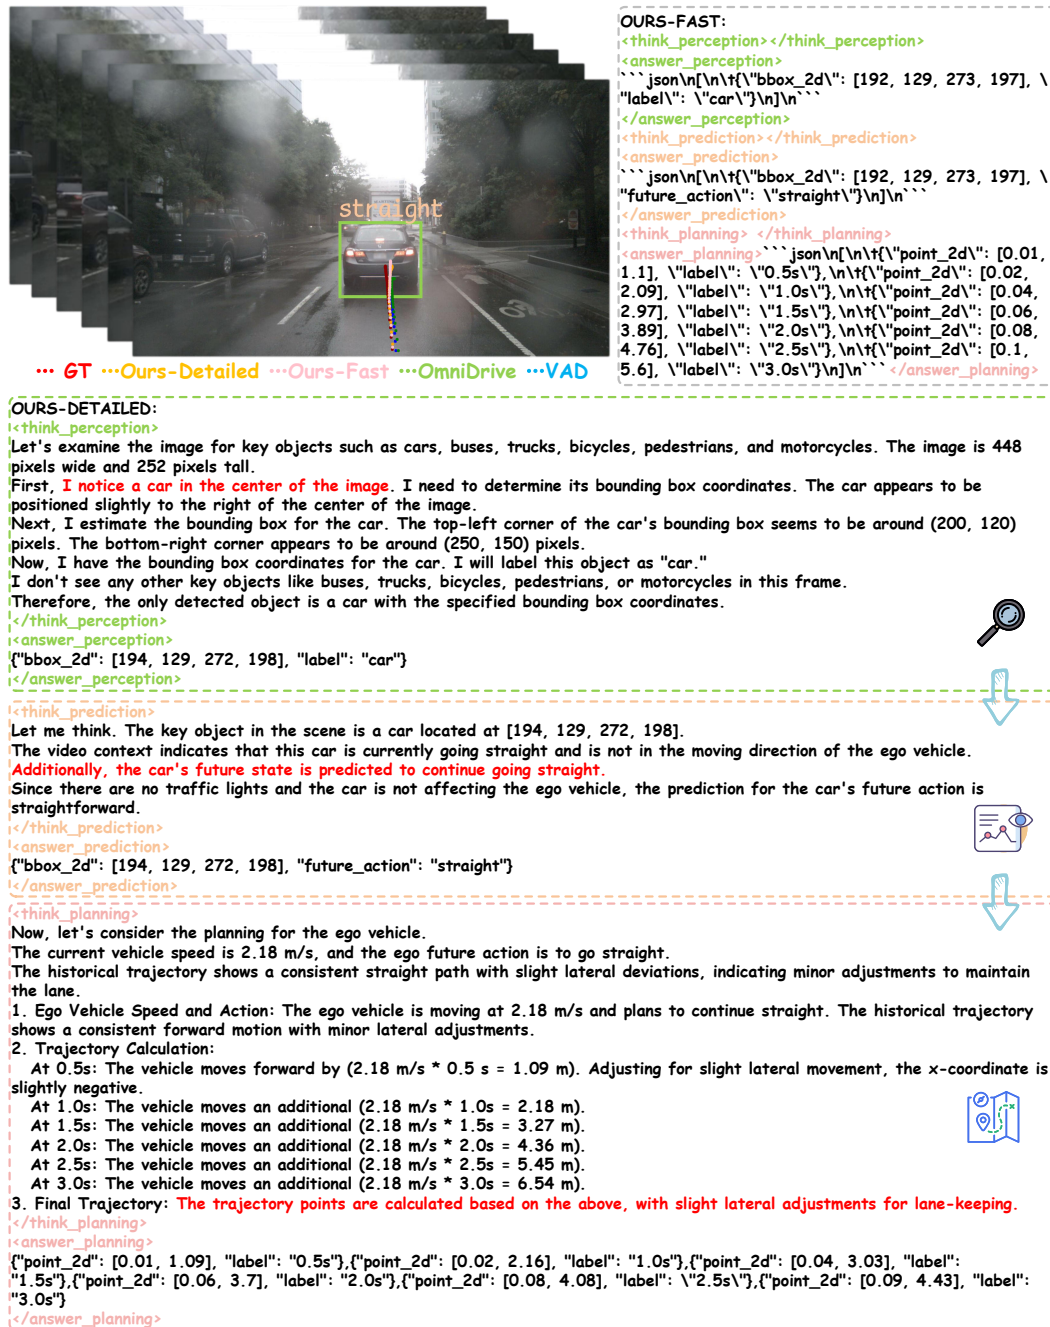 straight
··· GT ···Ours-Detailed ···Ours-Fast ···OmniDrive ···VAD
OURS-FAST:
<think_perception></think_perception>
<answer_perception>
```json\n[\n\t{\"bbox_2d\": [192, 129, 273, 197], \
"label\": \"car\"}\n]\n```
</answer_perception>
<think_prediction></think_prediction>
<answer_prediction>
```json\n[\n\t{\"bbox_2d\": [192, 129, 273, 197], \
"future_action\": \"straight\"}\n]\n```
</answer_prediction>
<think_planning> </think_planning>
<answer_planning>```json\n[\n\t{\"point_2d\": [0.01,
1.1], \"label\": \"0.5s\"},\n\t{\"point_2d\": [0.02,
2.09], \"label\": \"1.0s\"},\n\t{\"point_2d\": [0.04,
2.97], \"label\": \"1.5s\"},\n\t{\"point_2d\": [0.06,
3.89], \"label\": \"2.0s\"},\n\t{\"point_2d\": [0.08,
4.76], \"label\": \"2.5s\"},\n\t{\"point_2d\": [0.1,
5.6], \"label\": \"3.0s\"}\n]\n```</answer_planning>
OURS-DETAILED:
<think_perception>
Let's examine the image for key objects such as cars, buses, trucks, bicycles, pedestrians, and motorcycles. The image is 448
pixels wide and 252 pixels tall.
First, I notice a car in the center of the image. I need to determine its bounding box coordinates. The car appears to be
positioned slightly to the right of the center of the image.
Next, I estimate the bounding box for the car. The top-left corner of the car's bounding box seems to be around (200, 120)
pixels. The bottom-right corner appears to be around (250, 150) pixels.
Now, I have the bounding box coordinates for the car. I will label this object as "car."
I don't see any other key objects like buses, trucks, bicycles, pedestrians, or motorcycles in this frame.
Therefore, the only detected object is a car with the specified bounding box coordinates.
</think_perception>
<answer_perception>
{"bbox_2d": [194, 129, 272, 198], "label": "car"}
</answer_perception>
<think_prediction>
Let me think. The key object in the scene is a car located at [194, 129, 272, 198].
The video context indicates that this car is currently going straight and is not in the moving direction of the ego vehicle.
Additionally, the car's future state is predicted to continue going straight.
Since there are no traffic lights and the car is not affecting the ego vehicle, the prediction for the car's future action is
straightforward.
</think_prediction>
<answer_prediction>
{"bbox_2d": [194, 129, 272, 198], "future_action": "straight"}
</answer_prediction>
<think_planning>
Now, let's consider the planning for the ego vehicle.
The current vehicle speed is 2.18 m/s, and the ego future action is to go straight.
The historical trajectory shows a consistent straight path with slight lateral deviations, indicating minor adjustments to maintain
the lane.
1. Ego Vehicle Speed and Action: The ego vehicle is moving at 2.18 m/s and plans to continue straight. The historical trajectory
shows a consistent forward motion with minor lateral adjustments.
2. Trajectory Calculation:
At 0.5s: The vehicle moves forward by (2.18 m/s * 0.5 s = 1.09 m). Adjusting for slight lateral movement, the x-coordinate is
slightly negative.
At 1.0s: The vehicle moves an additional (2.18 m/s * 1.0s = 2.18 m).
At 1.5s: The vehicle moves an additional (2.18 m/s * 1.5s = 3.27 m).
At 2.0s: The vehicle moves an additional (2.18 m/s * 2.0s = 4.36 m).
At 2.5s: The vehicle moves an additional (2.18 m/s * 2.5s = 5.45 m).
At 3.0s: The vehicle moves an additional (2.18 m/s * 3.0s = 6.54 m).
3. Final Trajectory: The trajectory points are calculated based on the above, with slight lateral adjustments for lane-keeping.
</think_planning>
<answer_planning>
{"point_2d": [0.01, 1.09], "label": "0.5s"},{"point_2d": [0.02, 2.16], "label": "1.0s"},{"point_2d": [0.04, 3.03], "label":
"1.5s"},{"point_2d": [0.06, 3.7], "label": "2.0s"},{"point_2d": [0.08, 4.08], "label": \"2.5s\"},{"point_2d": [0.09, 4.43], "label":
"3.0s"}
</answer_planning>